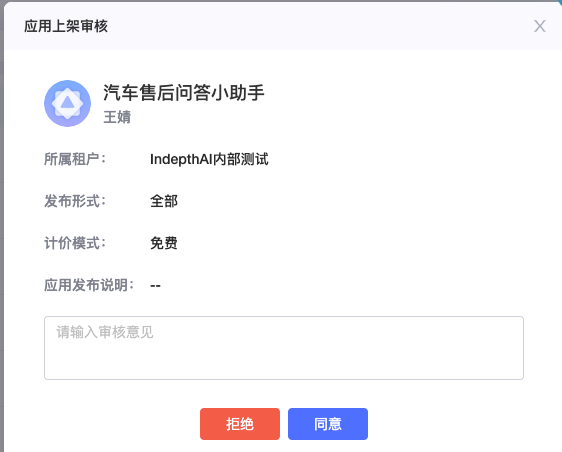 应用上架审核
X
汽车售后问答小助手
王婧
所属租户： IndepthAI内部测试
发布形式： 全部
计价模式： 免费
应用发布说明： --
请输入审核意见
拒绝 同意